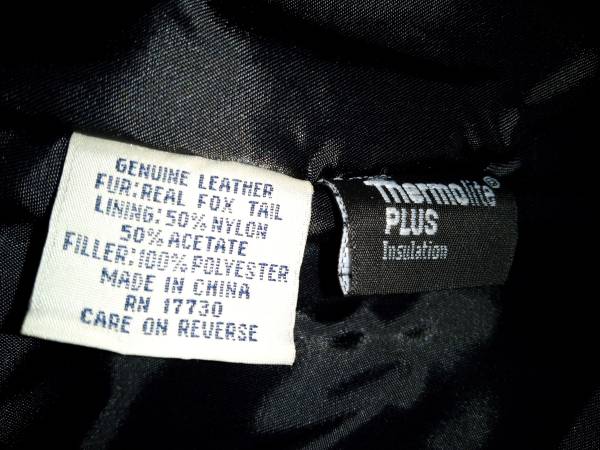 GENUINE LEATHER
FUR:REAL FOX TAIL
LINING:50%NYLON
50%ACETATE
FILLER:100%POLYESTER
MADE IN CHINA
RN 17730
CARE ON REVERSE
Thermolite®
PLUS
Insulation